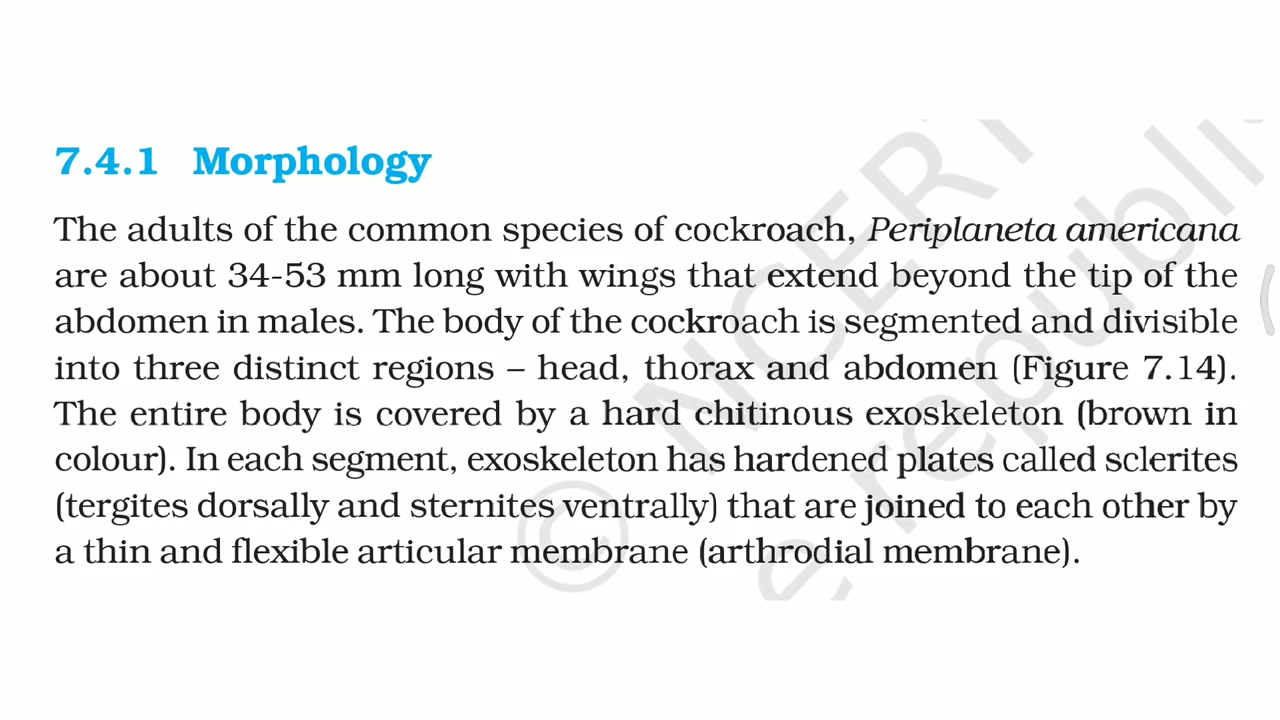 7.4.1 Morphology
The adults of the common species of cockroach, Periplaneta americana
are about 34-53 mm long with wings that extend beyond the tip of the
abdomen in males. The body of the cockroach is segmented and divisible
into three distinct regions – head, thorax and abdomen (Figure 7.14).
The entire body is covered by a hard chitinous exoskeleton (brown in
colour). In each segment, exoskeleton has hardened plates called sclerites
(tergites dorsally and sternites ventrally) that are joined to each other by
a thin and flexible articular membrane (arthrodial membrane).
© NCERT
e republi